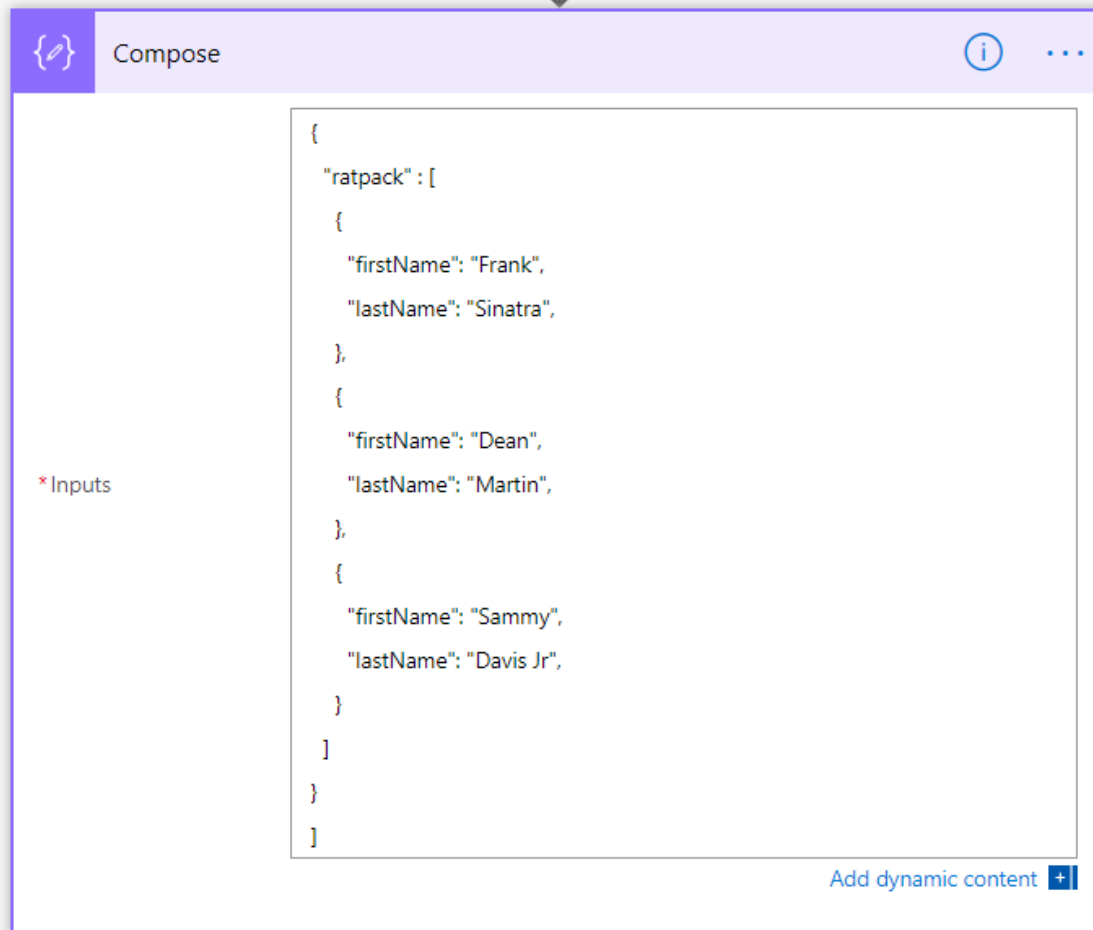 Compose
{
"ratpack" : [
{
"firstName": "Frank",
"lastName": "Sinatra",
},
{
"firstName": "Dean",
"lastName": "Martin",
},
{
"firstName": "Sammy",
"lastName": "Davis Jr",
}
]
}
]
*Inputs
Add dynamic content